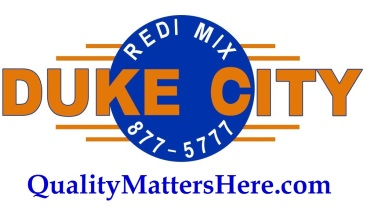 REDI MIX
DUKE CITY
877-5777
QualityMattersHere.com